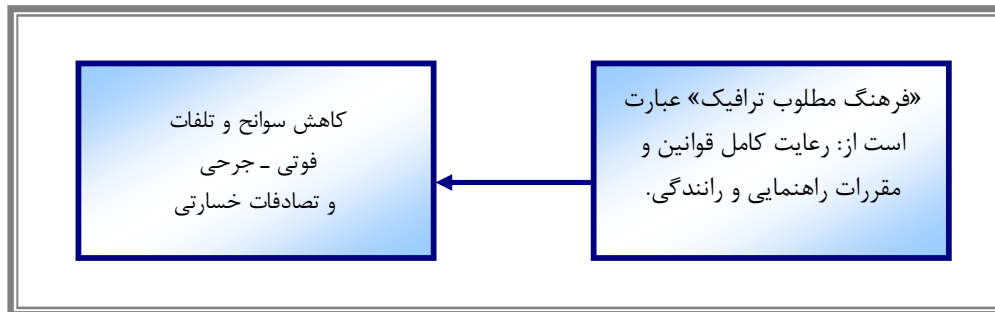 «فرهنگ مطلوب ترافیک» عبارت
است از: رعایت کامل قوانین و
مقررات راهنمایی و رانندگی.
کاهش سوانح و تلفات
فوتی ـ جرحی
و تصادفات خسارتی